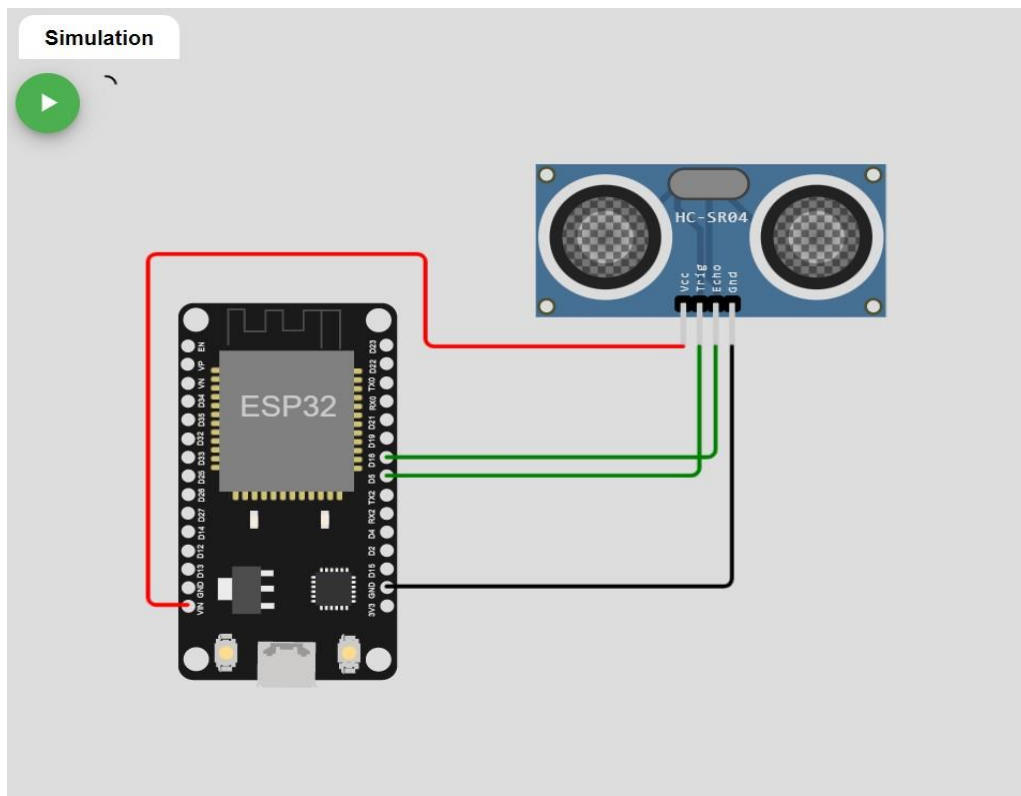 Simulation
HC-SR04
Vcc
Trig
Echo
Gnd
ESP32
EN
VP
VN
D34
D35
D32
D33
D25
D26
D27
D14
D12
D13
GND
VIN
D23
D22
TX0
RX0
D21
D19
D18
D5
TX2
RX2
D4
D2
D15
GND
3V3